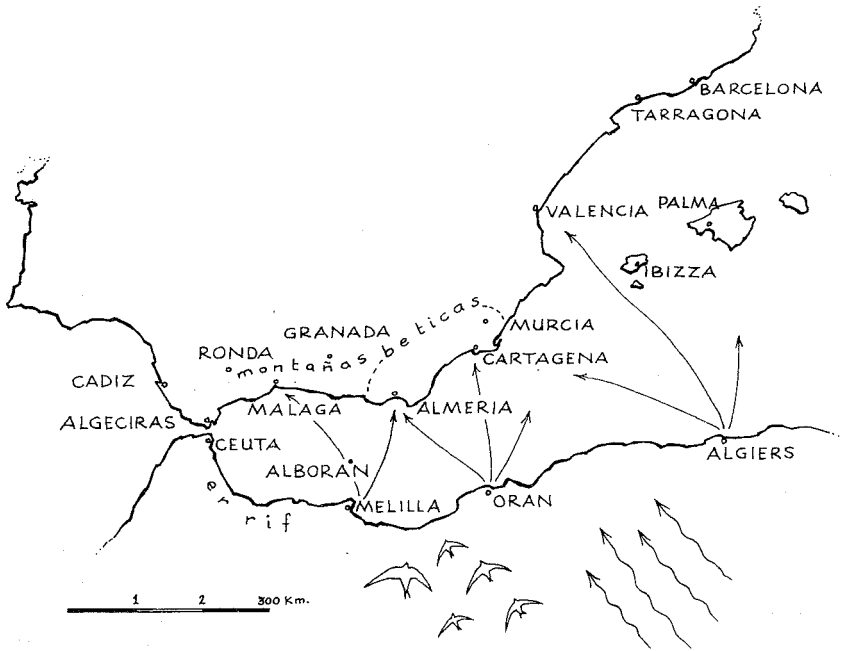 BARCELONA
TARRAGONA
VALENCIA
PALMA
IBIZZA
montañas beticas
MURCIA
GRANADA
RONDA
CARTAGENA
CADIZ
MALAGA
ALMERIA
ALGECIRAS
CEUTA
ALGIERS
ALBORÁN
er rif
MELILLA
ORAN
1 2 300 Km.